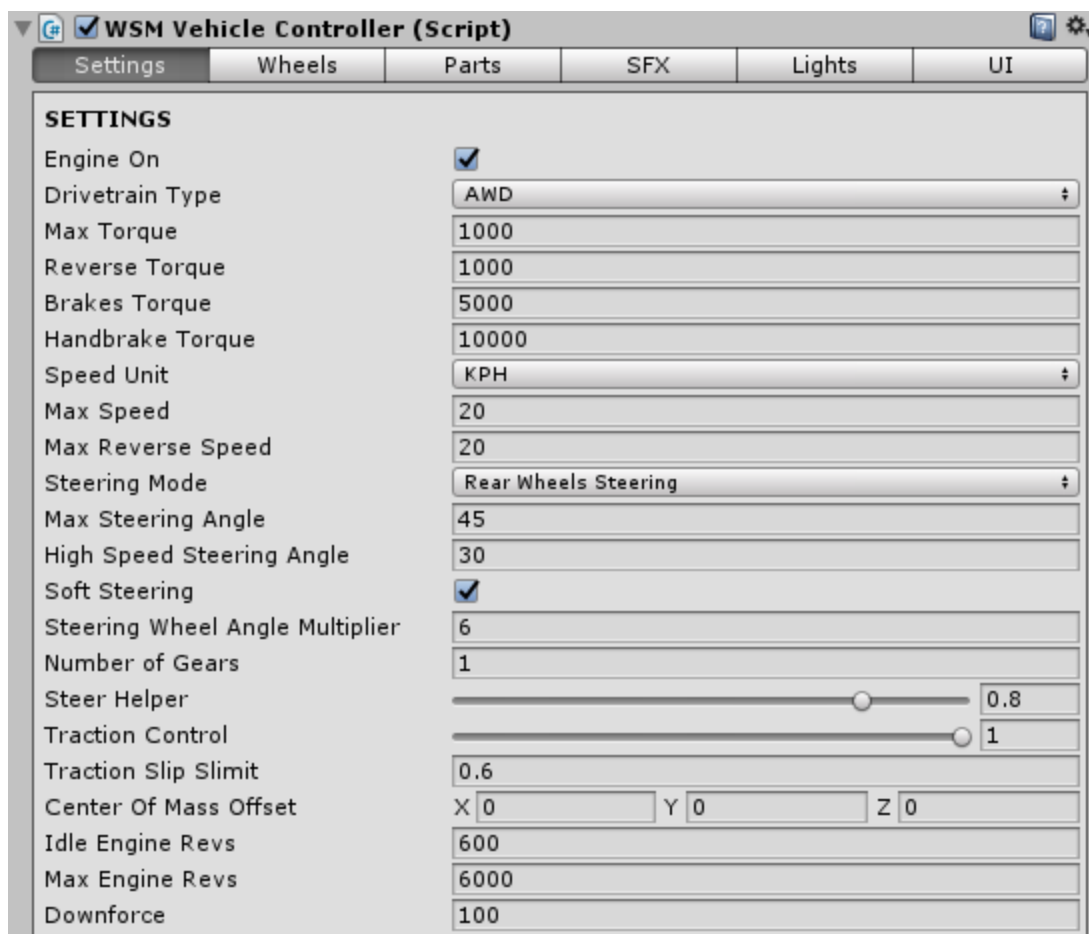 WSM Vehicle Controller (Script)
Settings Wheels Parts SFX Lights UI
SETTINGS
Engine On
Drivetrain Type AWD
Max Torque 1000
Reverse Torque 1000
Brakes Torque 5000
Handbrake Torque 10000
Speed Unit KPH
Max Speed 20
Max Reverse Speed 20
Steering Mode Rear Wheels Steering
Max Steering Angle 45
High Speed Steering Angle 30
Soft Steering
Steering Wheel Angle Multiplier 6
Number of Gears 1
Steer Helper 0.8
Traction Control 1
Traction Slip Slimit 0.6
Center Of Mass Offset X 0 Y 0 Z 0
Idle Engine Revs 600
Max Engine Revs 6000
Downforce 100